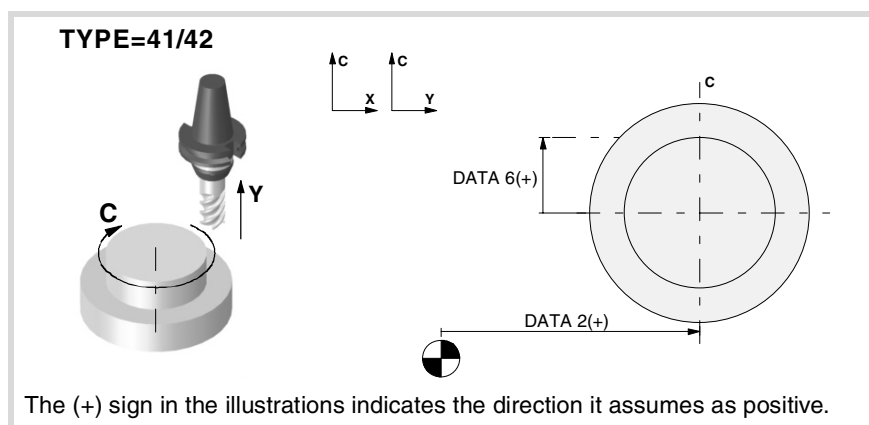 TYPE=41/42
C
C
X
Y
C
DATA 6(+)
Y
C
DATA 2(+)
The (+) sign in the illustrations indicates the direction it assumes as positive.